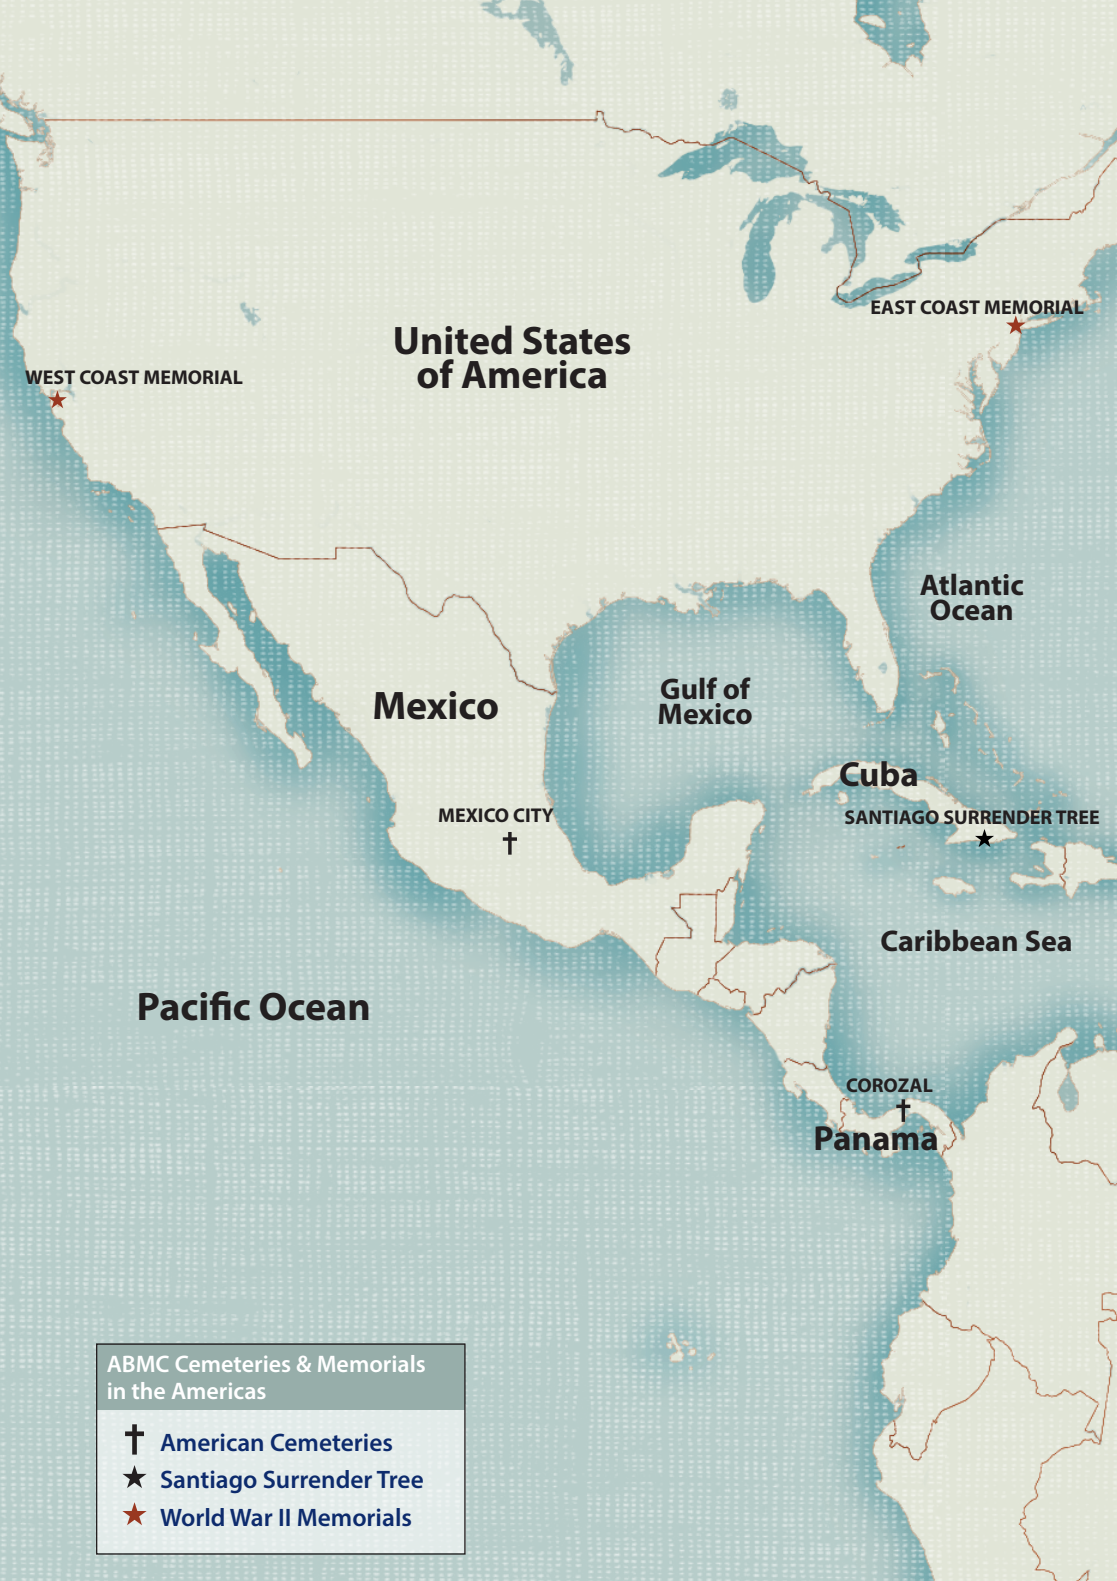 EAST COAST MEMORIAL
United States
of America
WEST COAST MEMORIAL
Atlantic
Ocean
Gulf of
Mexico
Mexico
Cuba
MEXICO CITY
SANTIAGO SURRENDER TREE
Caribbean Sea
Pacific Ocean
COROZAL
Panama
ABMC Cemeteries & Memorials
in the Americas
American Cemeteries
Santiago Surrender Tree
World War II Memorials